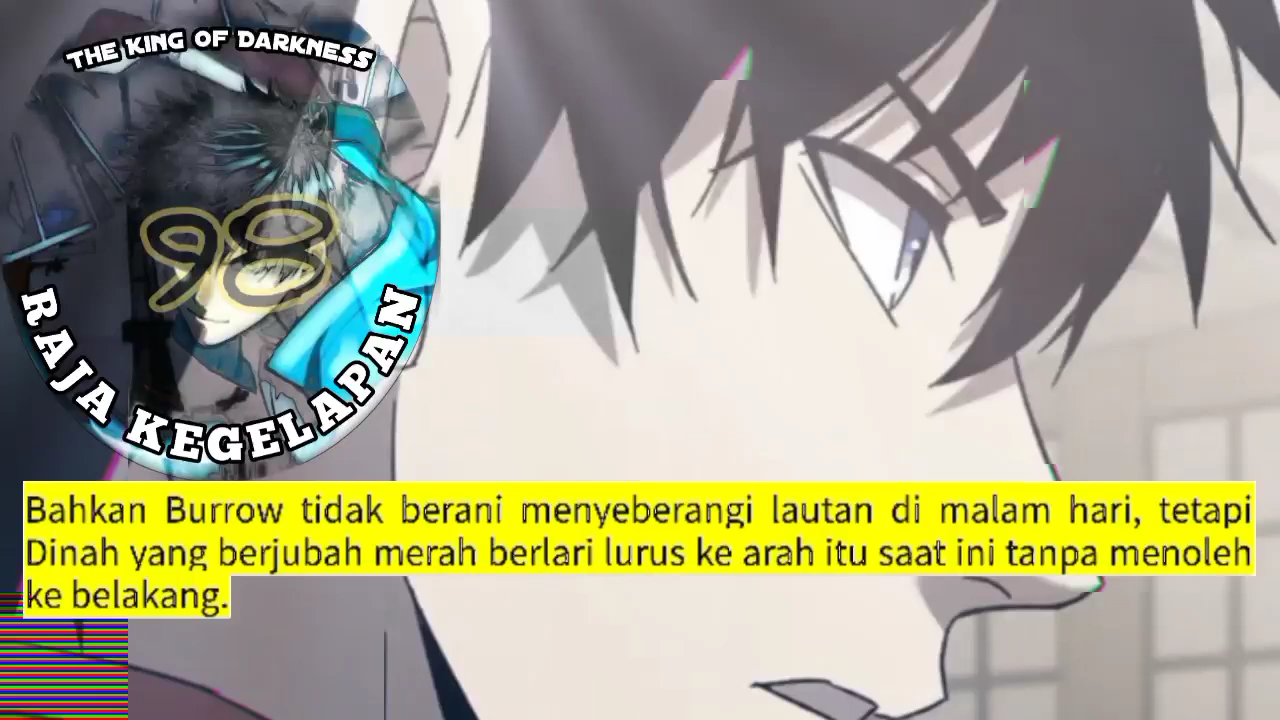 THE KING OF DARKNESS
98
RAJA KEGELAPAN
Bahkan Burrow tidak berani menyeberangi lautan di malam hari, tetapi
Dinah yang berjubah merah berlari lurus ke arah itu saat ini tanpa menoleh
ke belakang.